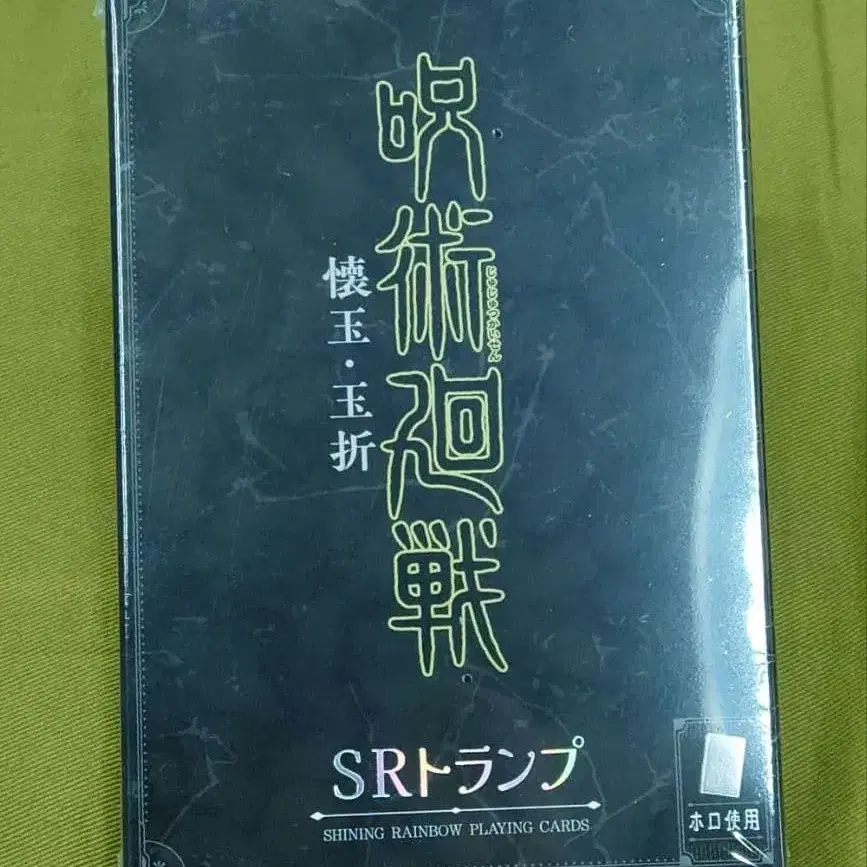 呪術廻戦
じゅじゅつかいせん
懐玉・玉折
SRトランプ
SHINING RAINBOW PLAYING CARDS
ホロ使用